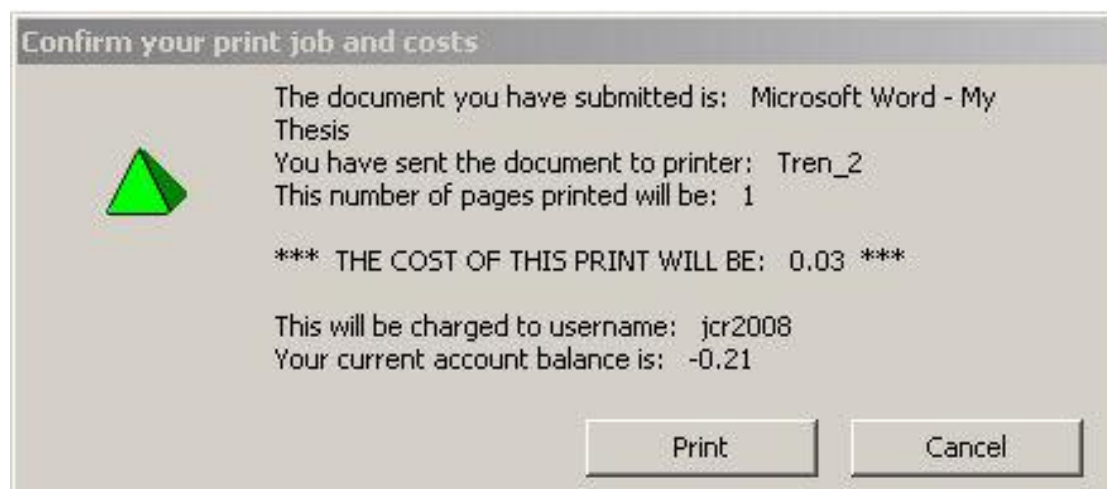 Confirm your print job and costs
The document you have submitted is: Microsoft Word - My
Thesis
You have sent the document to printer: Tren_2
This number of pages printed will be: 1
*** THE COST OF THIS PRINT WILL BE: 0.03 ***
This will be charged to username: jcr2008
Your current account balance is: -0.21
Print Cancel